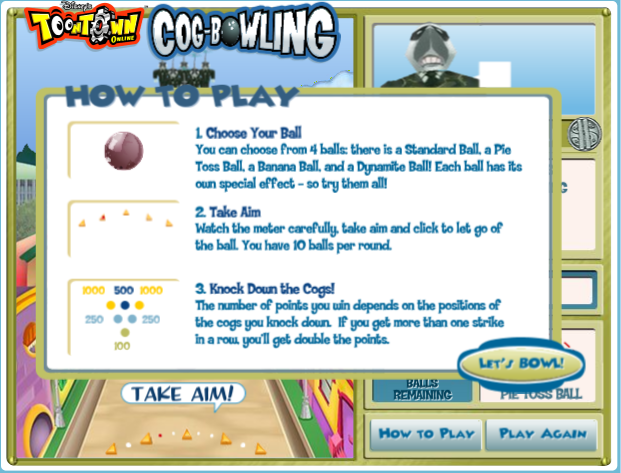 Disney's
TOONTOWN
ONLINE
COG-BOWLING
HOW TO PLAY
1. Choose Your Ball
You can choose from 4 balls: there is a Standard Ball, a Pie
Toss Ball, a Banana Ball, and a Dynamite Ball! Each ball has its
own special effect - so try them all!
2. Take Aim
Watch the meter carefully, take aim and click to let go of
the ball. You have 10 balls per round.
1000 500 1000
250 250
100
3. Knock Down the Cogs!
The number of points you win depends on the positions of
the cogs you knock down. If you get more than one strike
in a row, you'll get double the points.
LET'S BOWL!
TAKE AIM!
BALLS
REMAINING
PIE TOSS BALL
HOW TO PLAY
PLAY AGAIN